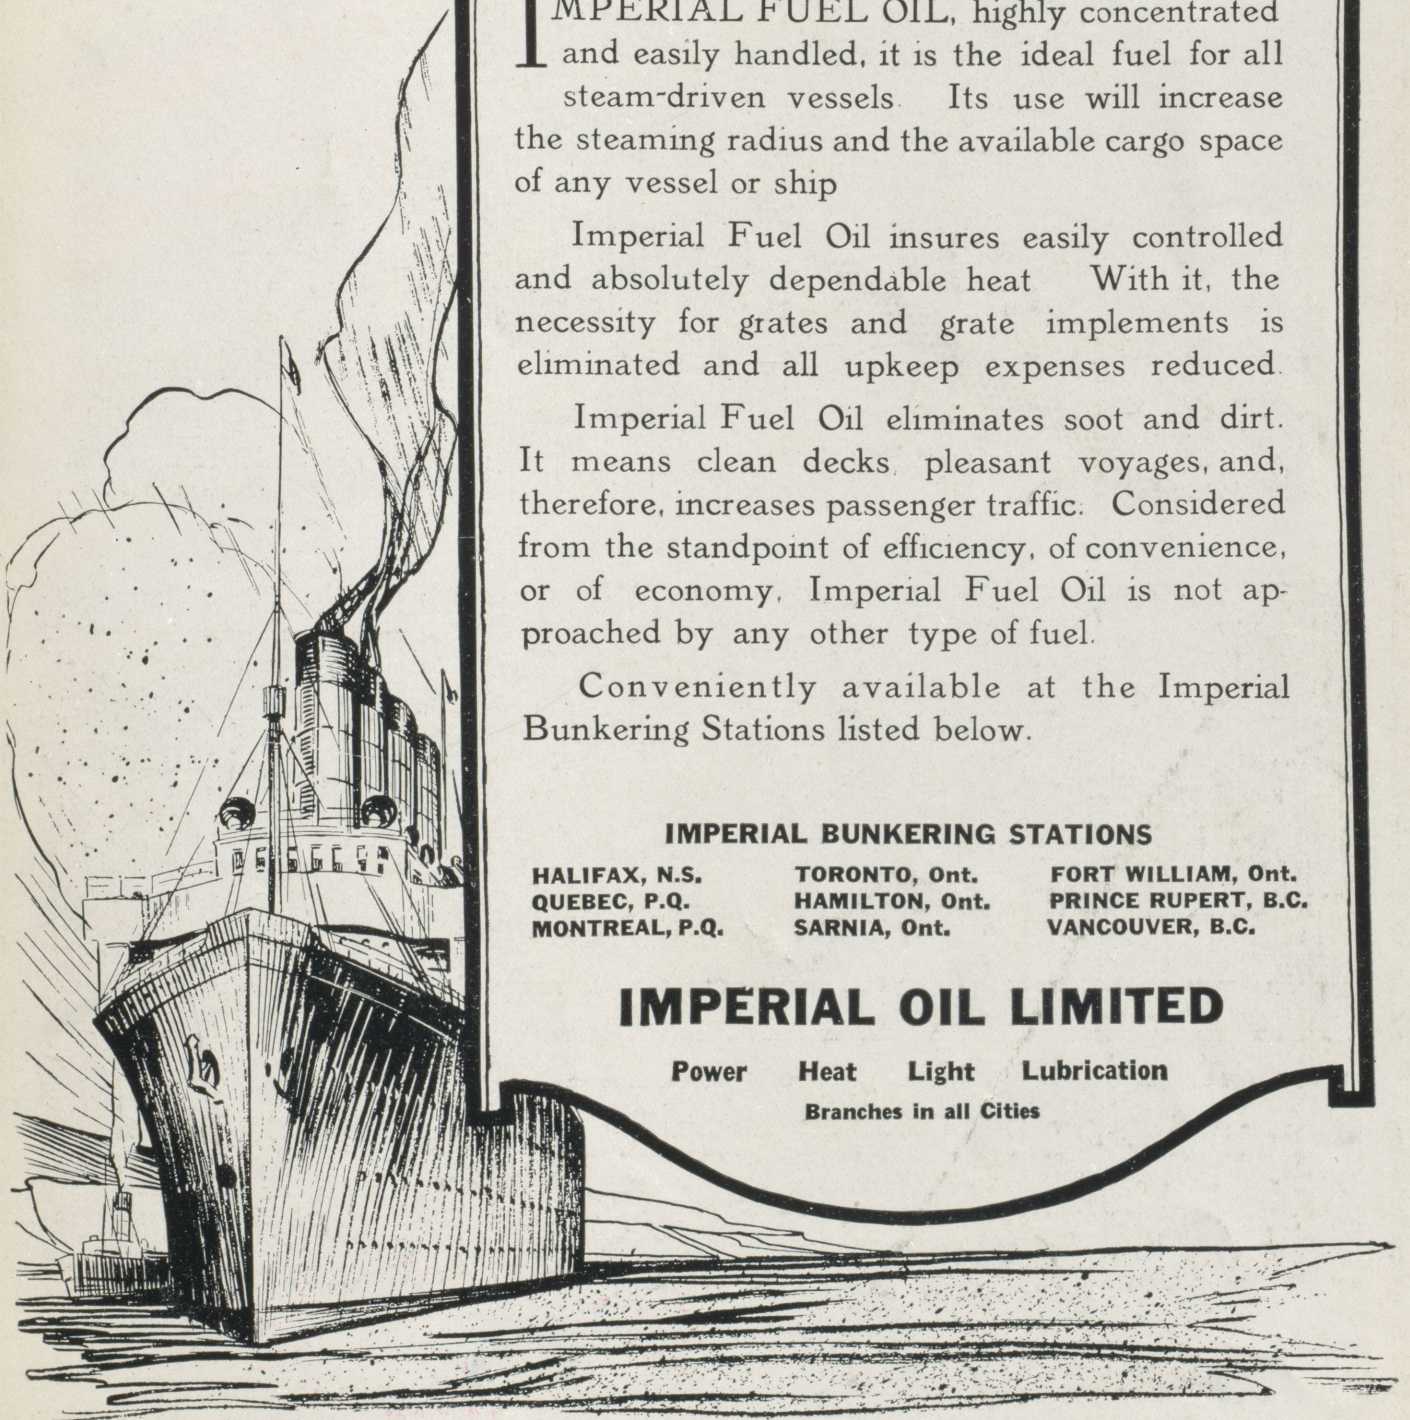 IMPERIAL FUEL OIL, highly concentrated
and easily handled, it is the ideal fuel for all
steam-driven vessels. Its use will increase
the steaming radius and the available cargo space
of any vessel or ship
Imperial Fuel Oil insures easily controlled
and absolutely dependable heat With it, the
necessity for grates and grate implements is
eliminated and all upkeep expenses reduced.
Imperial Fuel Oil eliminates soot and dirt.
It means clean decks, pleasant voyages, and,
therefore, increases passenger traffic. Considered
from the standpoint of efficiency, of convenience,
or of economy, Imperial Fuel Oil is not ap-
proached by any other type of fuel.
Conveniently available at the Imperial
Bunkering Stations listed below.
IMPERIAL BUNKERING STATIONS
HALIFAX, N.S. TORONTO, Ont. FORT WILLIAM, Ont.
QUEBEC, P.Q. HAMILTON, Ont. PRINCE RUPERT, B.C.
MONTREAL, P.Q. SARNIA, Ont. VANCOUVER, B.C.
IMPERIAL OIL LIMITED
Power Heat Light Lubrication
Branches in all Cities